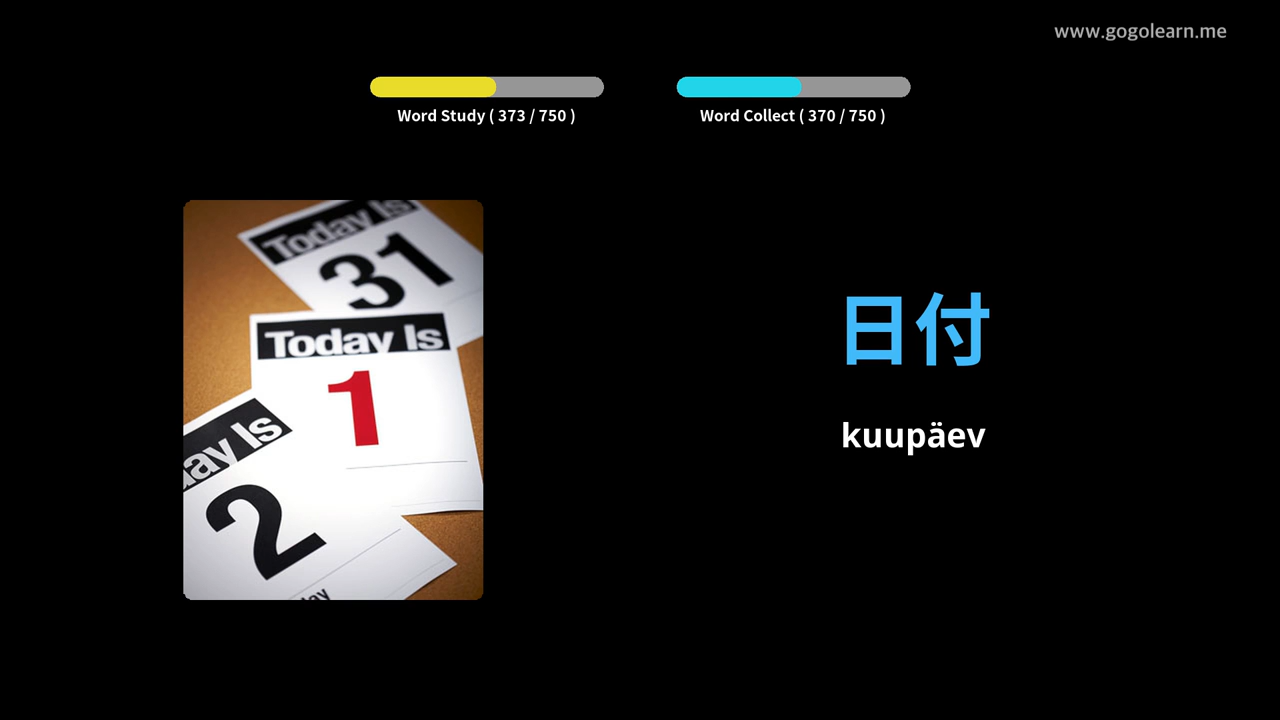 www.gogolearn.me
Word Study ( 373 / 750 )
Word Collect ( 370 / 750 )
Today Is
31
Today Is
1
ay Is
2
日付
kuupäev